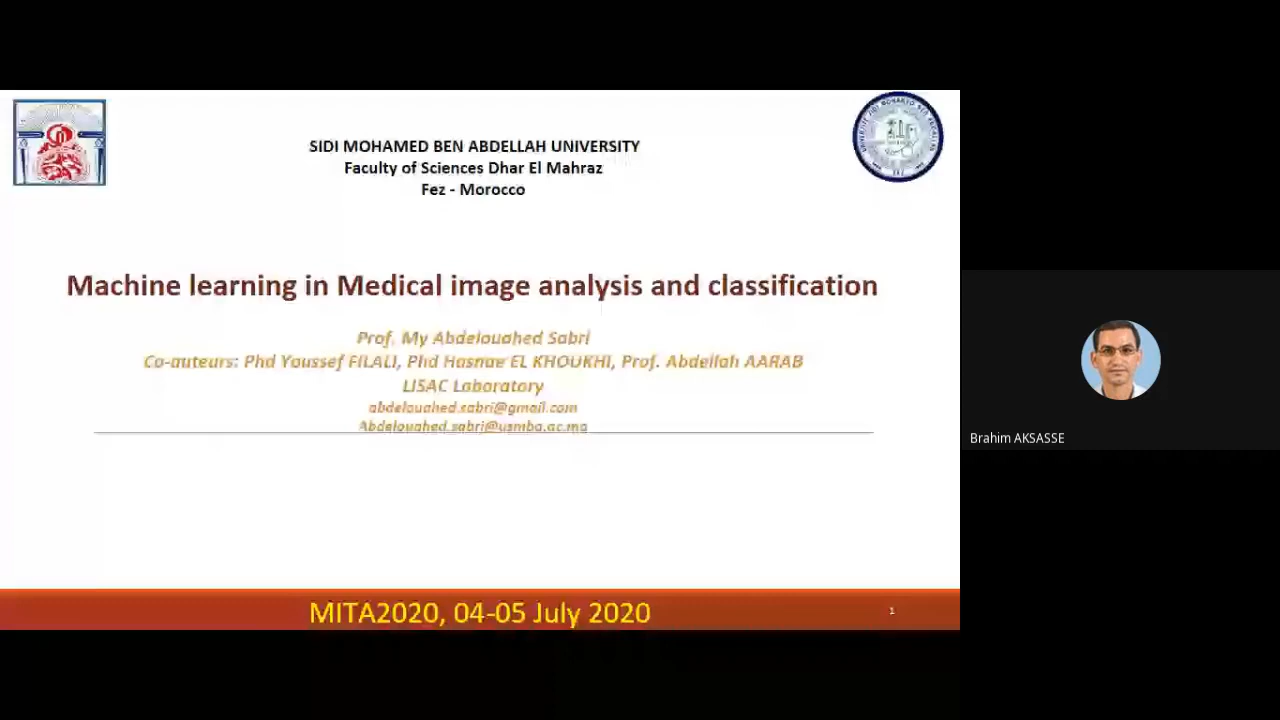 SIDI MOHAMED BEN ABDELLAH UNIVERSITY
Faculty of Sciences Dhar El Mahraz
Fez - Morocco
Machine learning in Medical image analysis and classification
Prof. My Abdelouahed Sabri
Co-auteurs: Phd Youssef FILALI, Phd Hasnae EL KHOUKHI, Prof. Abdellah AARAB
LISAC Laboratory
abdelouahed.sabri@gmail.com
Abdelouahed.sabri@usmba.ac.ma
MITA2020, 04-05 July 2020
1
Brahim AKSASSE